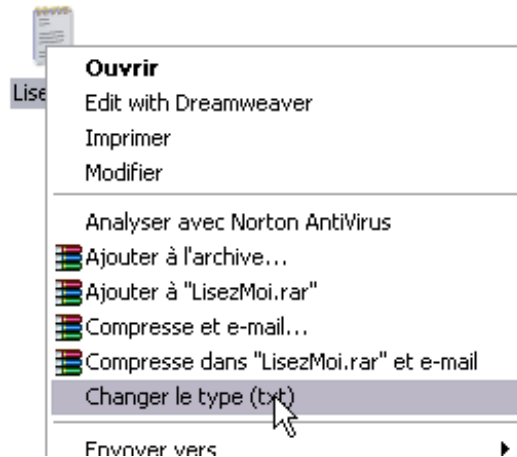 Lise
Ouvrir
Edit with Dreamweaver
Imprimer
Modifier
Analyser avec Norton AntiVirus
Ajouter à l'archive...
Ajouter à "LisezMoi.rar"
Compresse et e-mail...
Compresse dans "LisezMoi.rar" et e-mail
Changer le type (txt)
Envoyer vers